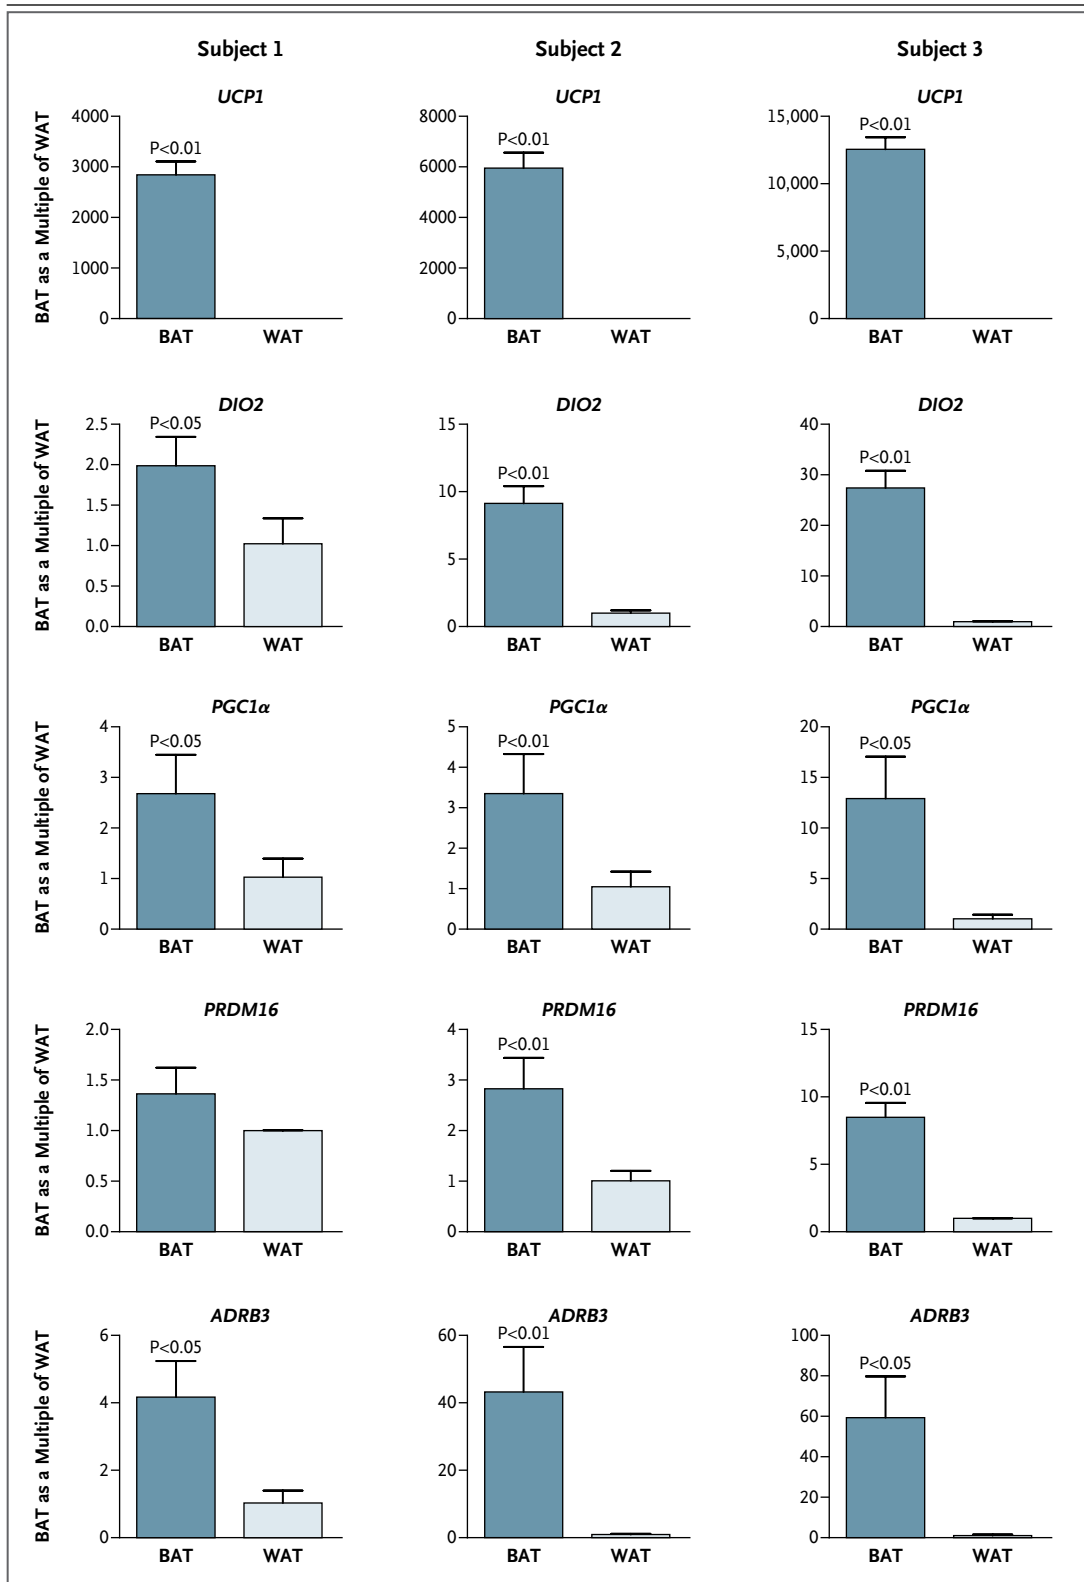 Subject 1 Subject 2 Subject 3
UCP1 UCP1 UCP1
BAT as a Multiple of WAT
4000 3000 2000 1000 0
P<0.01
BAT WAT
8000 6000 4000 2000 0
P<0.01
BAT WAT
15,000 10,000 5,000 0
P<0.01
BAT WAT
DIO2 DIO2 DIO2
BAT as a Multiple of WAT
2.5 2.0 1.5 1.0 0.5 0.0
P<0.05
BAT WAT
15 10 5 0
P<0.01
BAT WAT
40 30 20 10 0
P<0.01
BAT WAT
PGC1α PGC1α PGC1α
BAT as a Multiple of WAT
4 3 2 1 0
P<0.05
BAT WAT
5 4 3 2 1 0
P<0.01
BAT WAT
20 15 10 5 0
P<0.05
BAT WAT
PRDM16 PRDM16 PRDM16
BAT as a Multiple of WAT
2.0 1.5 1.0 0.5 0.0
BAT WAT
4 3 2 1 0
P<0.01
BAT WAT
15 10 5 0
P<0.01
BAT WAT
ADRB3 ADRB3 ADRB3
BAT as a Multiple of WAT
6 4 2 0
P<0.05
BAT WAT
60 40 20 0
P<0.01
BAT WAT
100 80 60 40 20 0
P<0.05
BAT WAT